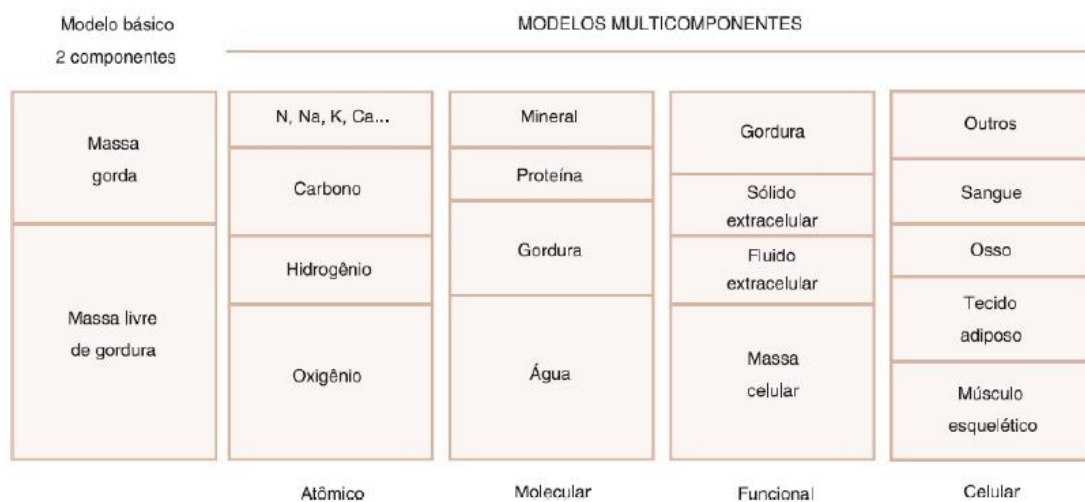 Modelo básico
2 componentes
MODELOS MULTICOMPONENTES
Massa
gorda
Massa livre
de gordura
N, Na, K, Ca...
Carbono
Hidrogênio
Oxigênio
Atômico
Mineral
Proteína
Gordura
Água
Molecular
Gordura
Sólido
extracelular
Fluido
extracelular
Massa
celular
Funcional
Outros
Sangue
Osso
Tecido
adiposo
Músculo
esquelético
Celular